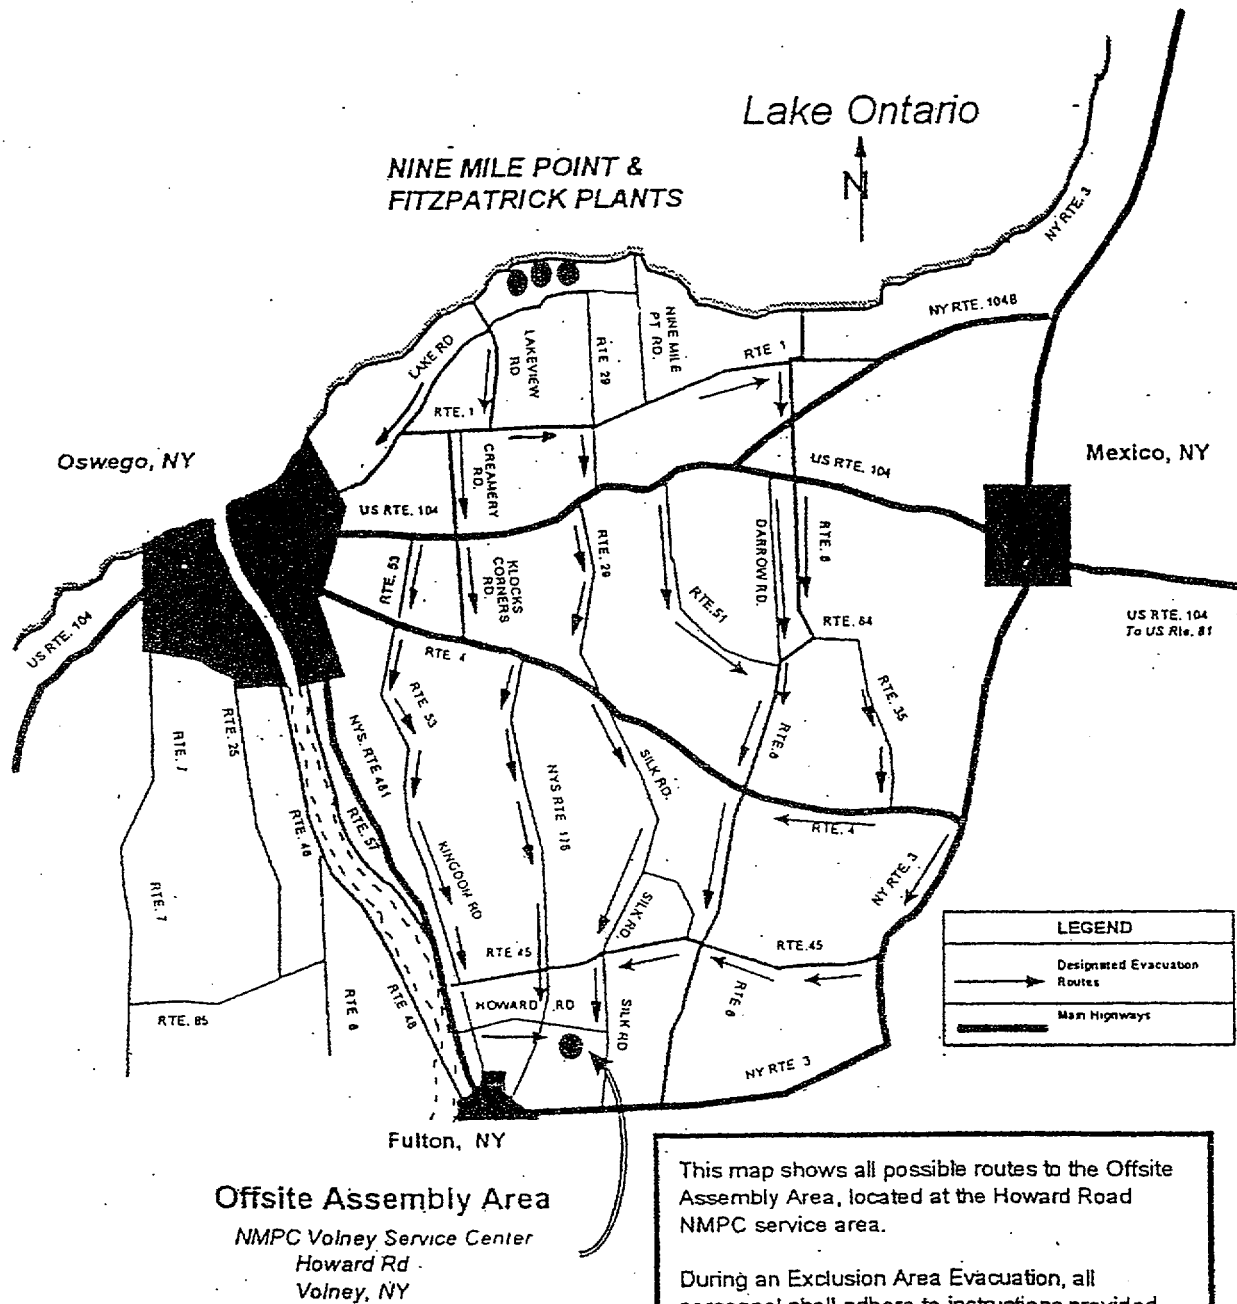 Lake Ontario
N
NINE MILE POINT &
FITZPATRICK PLANTS
NY RTE. 3
NY RTE. 104B
LAKE RD
LAKEVIEW
RD
RTE 29
NINE MILE
PT RD.
RTE 1
RTE. 1
Oswego, NY
Mexico, NY
CREAMERY
RD.
US RTE. 104
US RTE. 104
DARROW RD.
RTE. 6
RTE. 53
KLOCKS
CORNERS
RD.
RTE. 29
RTE.51
RTE. 64
US RTE. 104
To US Rte. 81
US RTE. 104
RTE 4
RTE 53
RTE. 35
RTE. 7
RTE. 25
NYS. RTE 481
RTE.6
SILK RD.
NYS RTE 176
RTE. 48
RTE. 57
RTE. 4
KINGDOM RD
NY RTE. 3
RTE. 7
SILK RD.
RTE 45
RTE.45
LEGEND
Designated Evacuation
Routes
Main Highways
RTE. 85
RTE. 6
RTE 48
HOWARD RD
SILK RD
RTE 6
NY RTE 3
Fulton, NY
Offsite Assembly Area
NMPC Volney Service Center
Howard Rd
Volney, NY
This map shows all possible routes to the Offsite
Assembly Area, located at the Howard Road
NMPC service area.
During an Exclusion Area Evacuation, all
personnel shall adhere to instructions provided